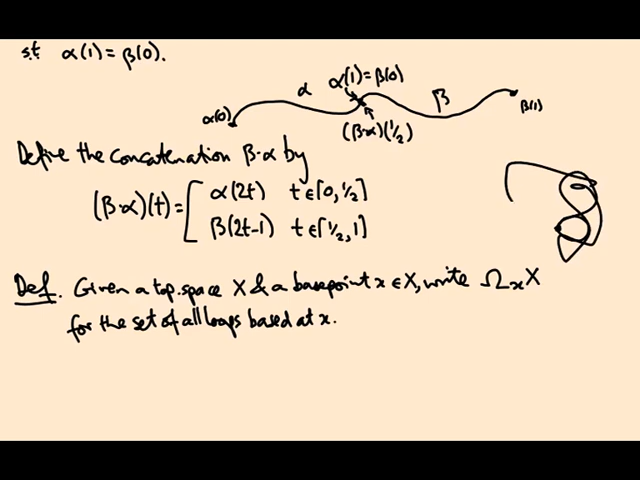 s.t. α(1) = β(0).
α
α(1) = β(0)
β
α(0)
β(1)
(β·α)(1/2)
Define the concatenation β·α by
(β·α)(t) = [ α(2t) t∈[0, 1/2]
β(2t-1) t∈[1/2, 1]
Def. Given a top. space X & a basepoint x ∈ X, write Ω_x X
for the set of all loops based at x.